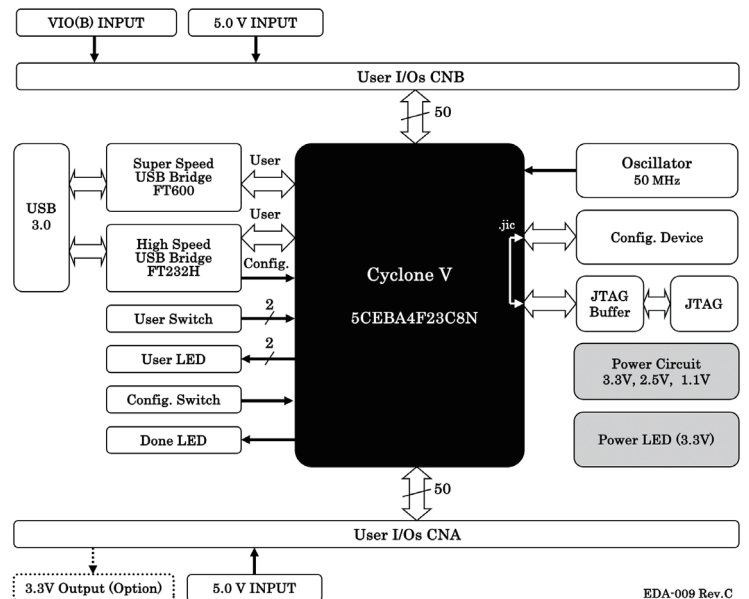 VIO(B) INPUT
5.0 V INPUT
User I/Os CNB
50
USB
3.0
Super Speed
USB Bridge
FT600
User
High Speed
USB Bridge
FT232H
User
Config.
User Switch
2
User LED
2
Config. Switch
Done LED
Cyclone V
5CEBA4F23C8N
.jic
Oscillator
50 MHz
Config. Device
JTAG
Buffer
JTAG
Power Circuit
3.3V, 2.5V, 1.1V
Power LED (3.3V)
50
User I/Os CNA
3.3V Output (Option)
5.0 V INPUT
EDA-009 Rev.C